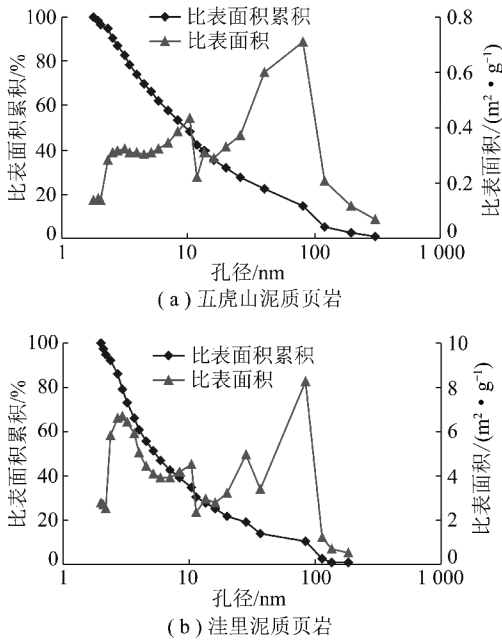 比表面积累积/%
100
80
60
40
20
0
比表面积累积
比表面积
0.8
0.6
0.4
0.2
0
比表面积/(m²·g⁻¹)
1
10
100
1 000
孔径/nm
(a)五虎山泥质页岩
比表面积累积/%
100
80
60
40
20
0
比表面积累积
比表面积
10
8
6
4
2
0
比表面积/(m²·g⁻¹)
1
10
100
1 000
孔径/nm
(b)洼里泥质页岩